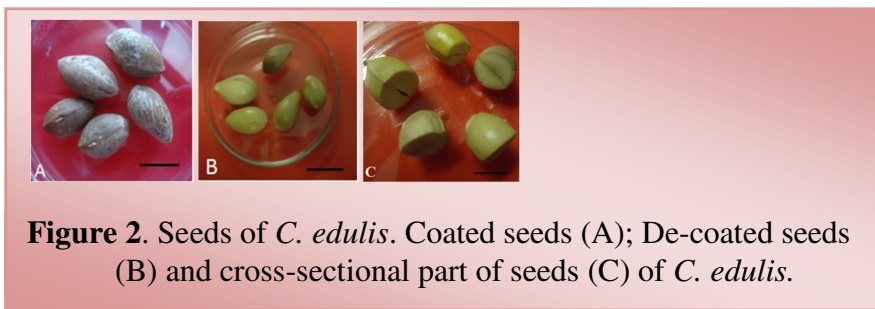 A
B
C
Figure 2. Seeds of C. edulis. Coated seeds (A); De-coated seeds
(B) and cross-sectional part of seeds (C) of C. edulis.